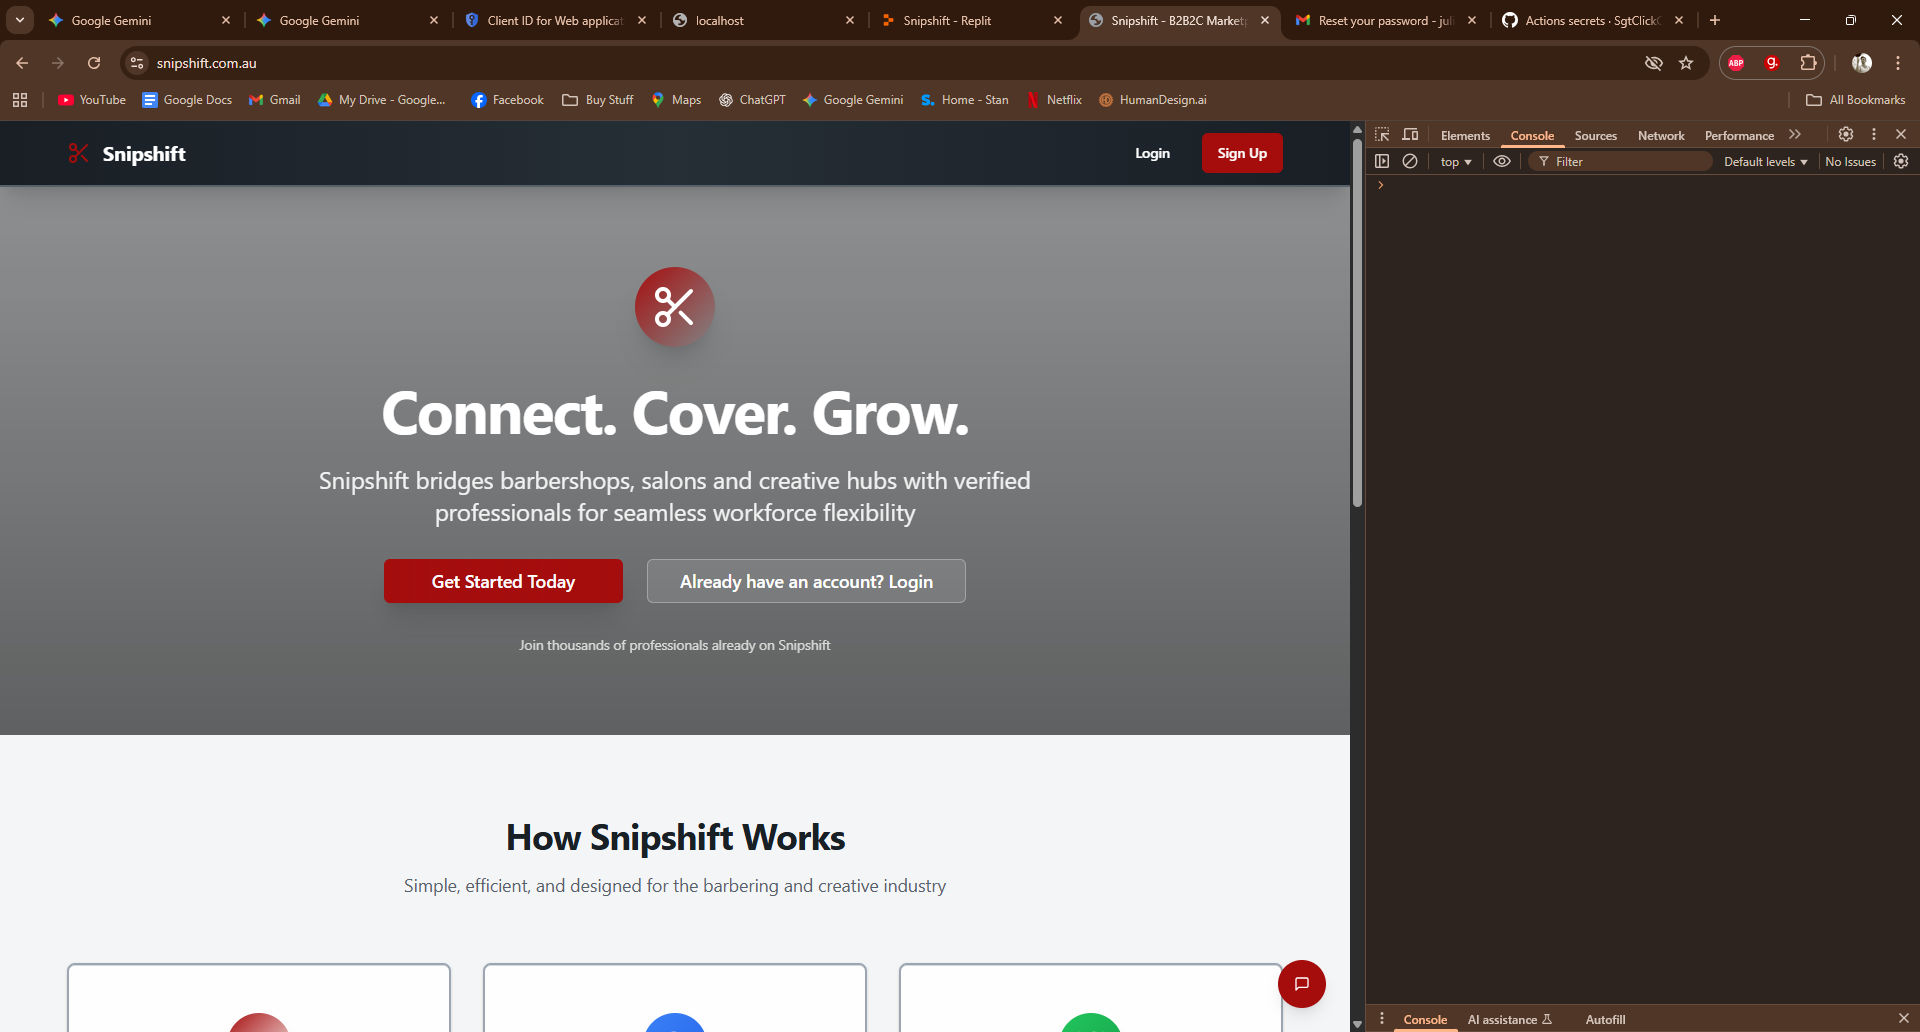 Google Gemini
Google Gemini
Client ID for Web applicat
localhost
Snipshift - Replit
Snipshift - B2B2C Market
Reset your password - jul
Actions secrets · SgtClickC
snipshift.com.au
ABP
g.
YouTube
Google Docs
Gmail
My Drive - Google...
Facebook
Buy Stuff
Maps
ChatGPT
Google Gemini
Home - Stan
Netflix
HumanDesign.ai
All Bookmarks
Snipshift
Login
Sign Up
Elements
Console
Sources
Network
Performance
top
Filter
Default levels
No Issues
Connect. Cover. Grow.
Snipshift bridges barbershops, salons and creative hubs with verified
professionals for seamless workforce flexibility
Get Started Today
Already have an account? Login
Join thousands of professionals already on Snipshift
How Snipshift Works
Simple, efficient, and designed for the barbering and creative industry
Console
AI assistance
Autofill